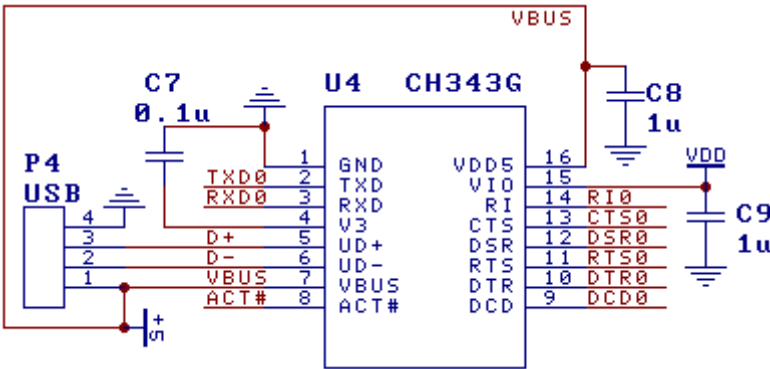 VBUS
C7
0.1u
U4 CH343G
C8
1u
P4
USB
4
3
2
1
D+
D-
VBUS
ACT#
+5
TXD0
RXD0
1 GND
2 TXD
3 RXD
4 V3
5 UD+
6 UD-
7 VBUS
8 ACT#
VDD5 16
VIO 15
RI 14 RI0
CTS 13 CTS0
DSR 12 DSR0
RTS 11 RTS0
DTR 10 DTR0
DCD 9 DCD0
VDD
C9
1u